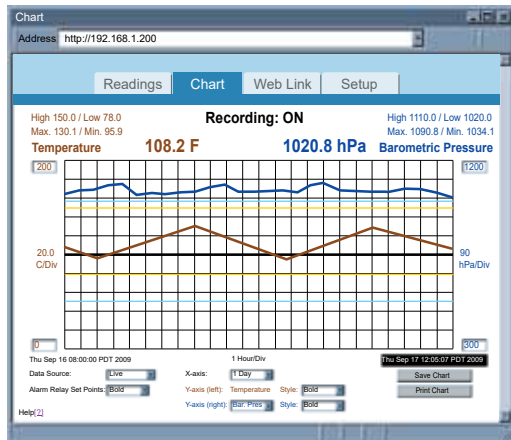 Chart
Address http://192.168.1.200
Readings Chart Web Link Setup
High 150.0 / Low 78.0 Recording: ON High 1110.0 / Low 1020.0
Max. 130.1 / Min. 95.9 Max. 1090.8 / Min. 1034.1
Temperature 108.2 F 1020.8 hPa Barometric Pressure
200 1200
20.0 90
C/Div hPa/Div
0 300
Thu Sep 16 08:00:00 PDT 2009 1 Hour/Div Thu Sep 17 12:05:07 PDT 2009
Data Source: Live X-axis: 1 Day Save Chart
Alarm Relay Set Points: Bold Y-axis (left): Temperature Style: Bold Print Chart
Y-axis (right): Bar. Pres Style: Bold
Help[?]